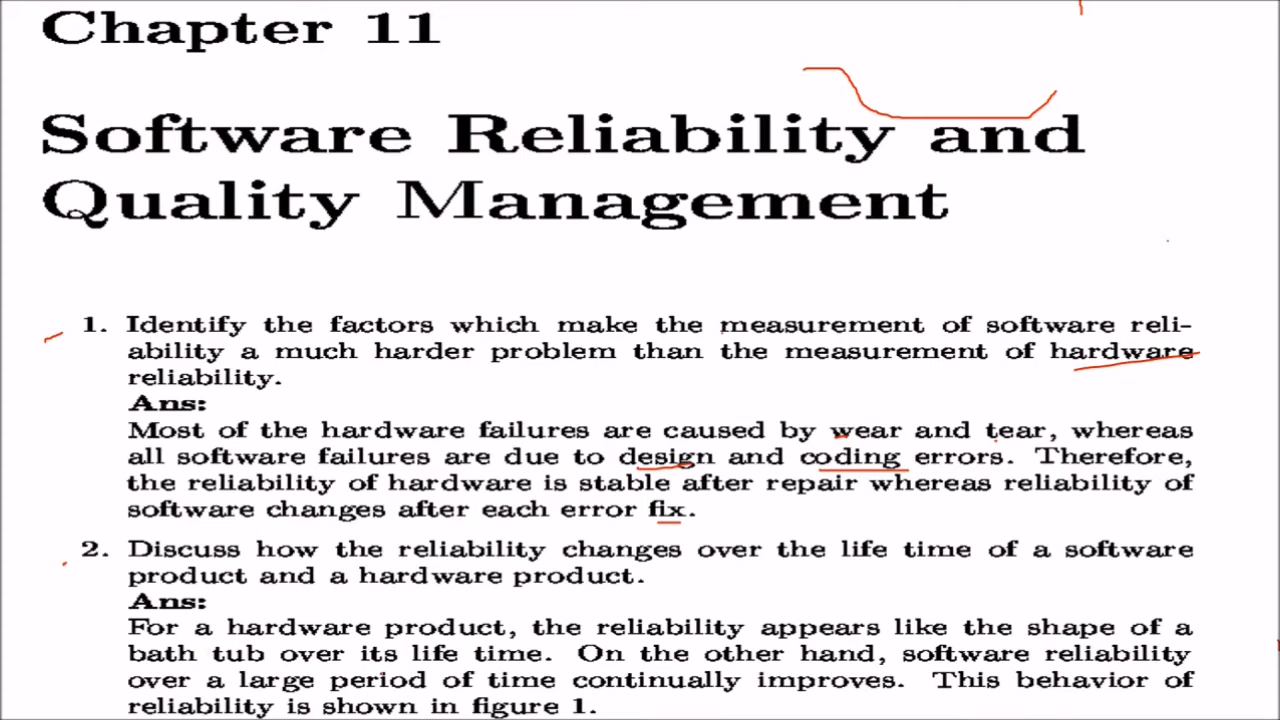 Chapter 11
Software Reliability and
Quality Management
1. Identify the factors which make the measurement of software reli-
ability a much harder problem than the measurement of hardware
reliability.
Ans:
Most of the hardware failures are caused by wear and tear, whereas
all software failures are due to design and coding errors. Therefore,
the reliability of hardware is stable after repair whereas reliability of
software changes after each error fix.
2. Discuss how the reliability changes over the life time of a software
product and a hardware product.
Ans:
For a hardware product, the reliability appears like the shape of a
bath tub over its life time. On the other hand, software reliability
over a large period of time continually improves. This behavior of
reliability is shown in figure 1.